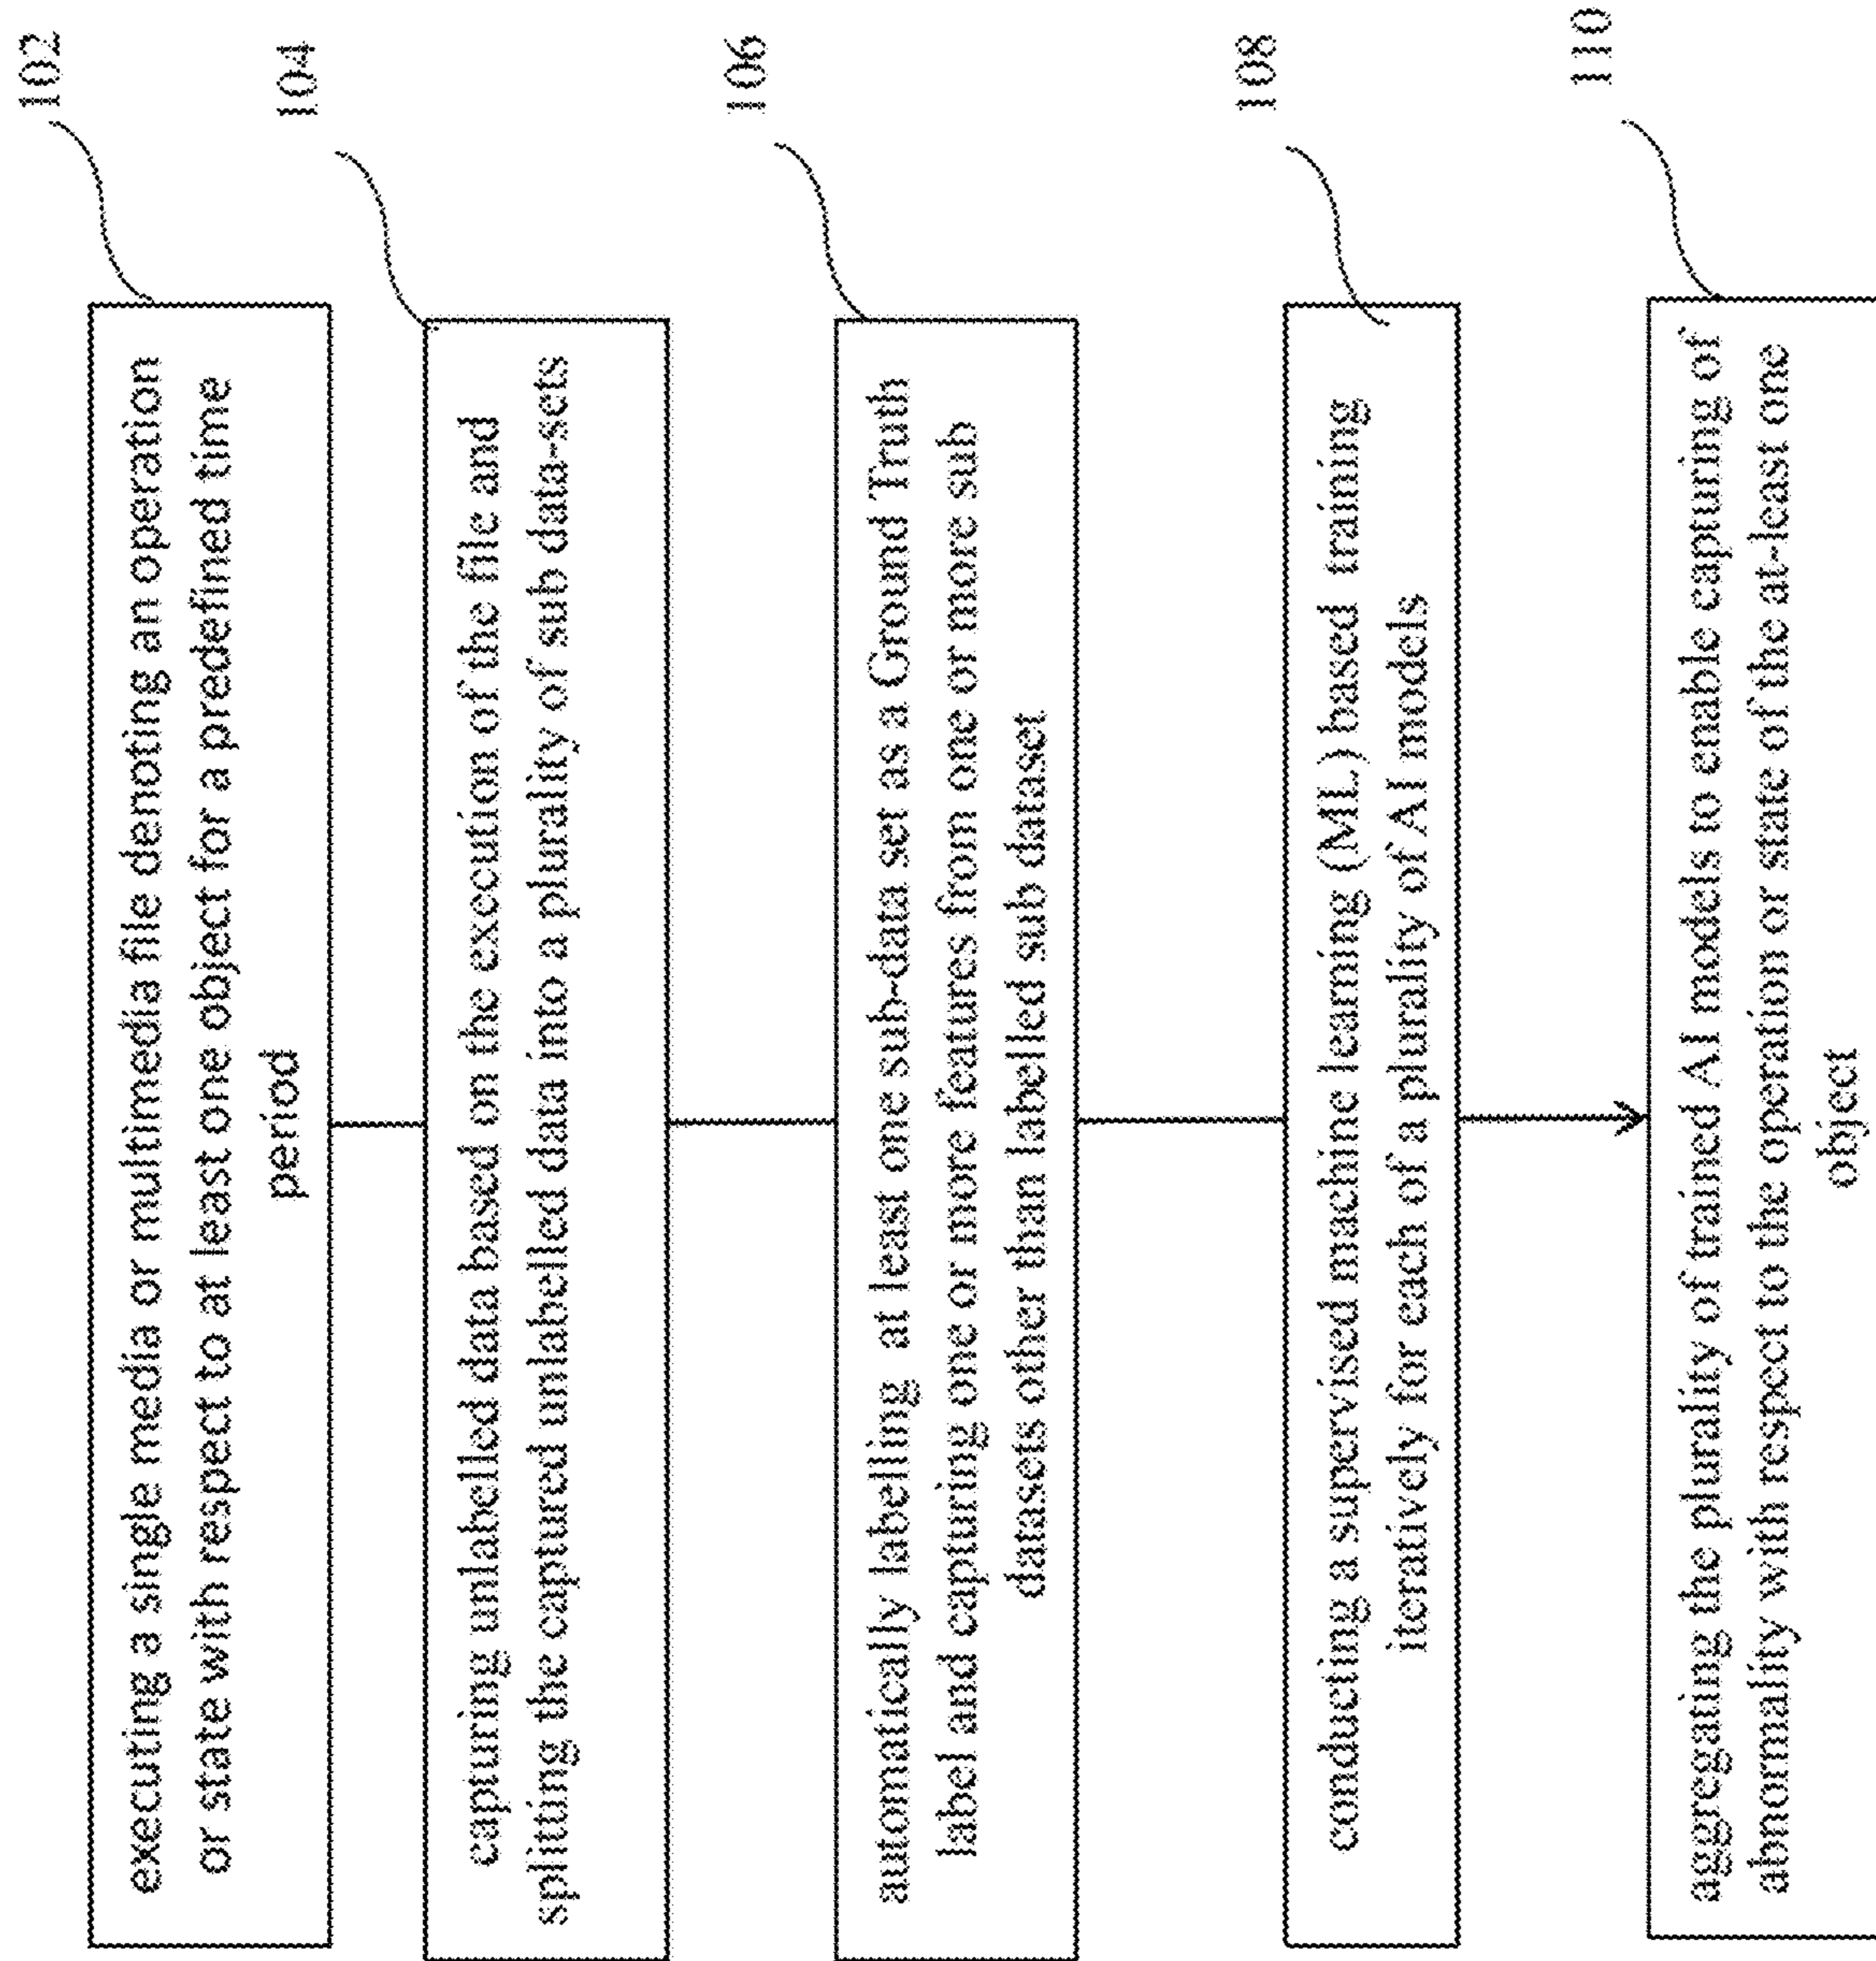 102
executing a single media or multimedia file denoting an operation
or state with respect to at least one object for a predefined time
period
104
capturing unlabelled data based on the execution of the file and
splitting the captured unlabelled data into a plurality of sub data-sets
106
automatically labelling at least one sub-data set as a Ground Truth
label and capturing one or more features from one or more sub
datasets other than labelled sub dataset
108
conducting a supervised machine learning (ML) based training
iteratively for each of a plurality of AI models
110
aggregating the plurality of trained AI models to enable capturing of
abnormality with respect to the operation or state of the at-least one
object